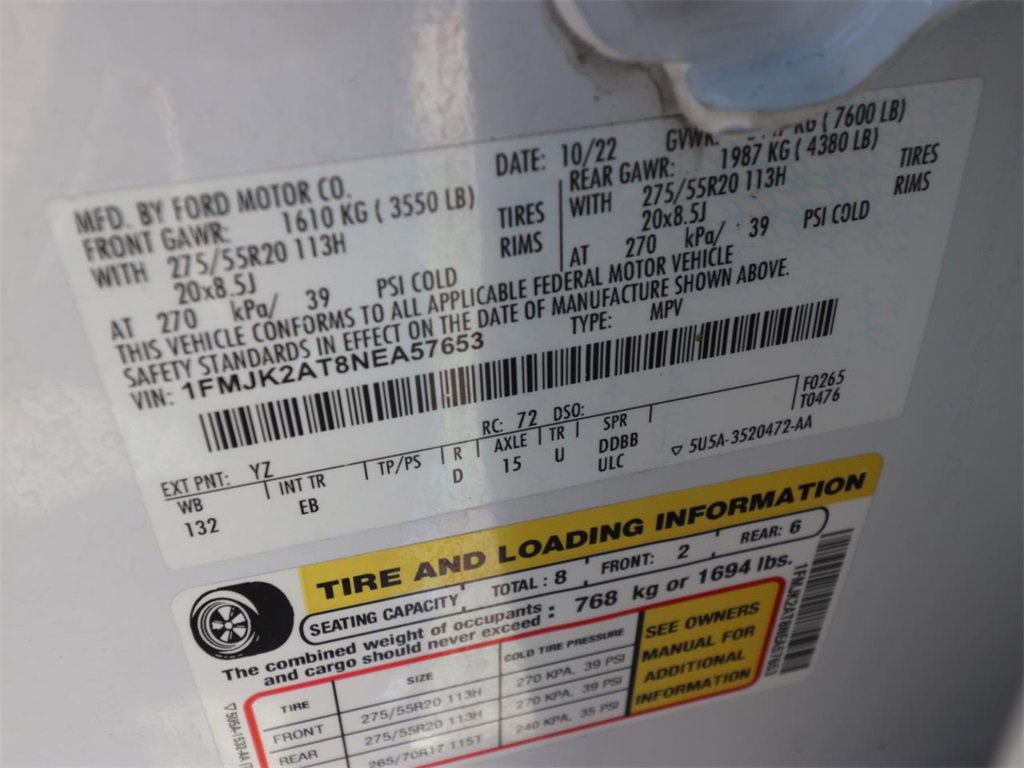 MFD. BY FORD MOTOR CO.
DATE: 10/22
KG ( 7600 LB)
FRONT GAWR: 1610 KG ( 3550 LB)
REAR GAWR: 1987 KG ( 4380 LB)
WITH 275/55R20 113H TIRES
WITH 275/55R20 113H TIRES
20x8.5J RIMS
20x8.5J RIMS
AT 270 kPa/ 39 PSI COLD
AT 270 kPa/ 39 PSI COLD
THIS VEHICLE CONFORMS TO ALL APPLICABLE FEDERAL MOTOR VEHICLE
SAFETY STANDARDS IN EFFECT ON THE DATE OF MANUFACTURE SHOWN ABOVE.
VIN: 1FMJK2AT8NEA57653
TYPE: MPV
F0265
T0476
EXT PNT: YZ RC: 72 DSO:
WB INT TR TP/PS R AXLE TR SPR
132 EB D 15 U DDBB
ULC
5U5A-3520472-AA
TIRE AND LOADING INFORMATION
SEATING CAPACITY TOTAL : 8 FRONT: 2 REAR: 6
The combined weight of occupants
and cargo should never exceed : 768 kg or 1694 lbs.
TIRE SIZE COLD TIRE PRESSURE
FRONT 275/55R20 113H 270 KPA, 39 PSI
REAR 275/55R20 113H 270 KPA, 39 PSI
265/70R17 115T 240 KPA, 35 PSI
SEE OWNERS
MANUAL FOR
ADDITIONAL
INFORMATION
1FMJK2AT8NEA57653